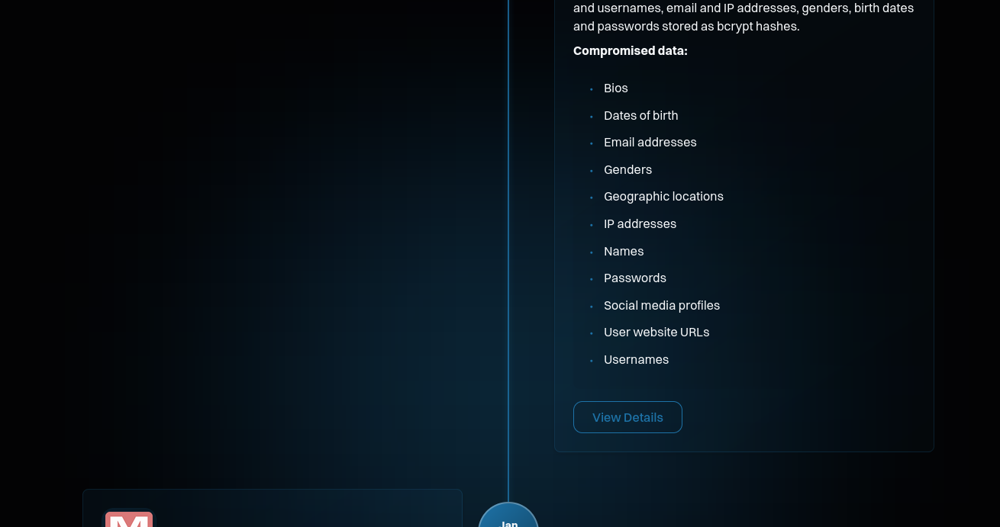 and usernames, email and IP addresses, genders, birth dates
and passwords stored as bcrypt hashes.
Compromised data:
Bios
Dates of birth
Email addresses
Genders
Geographic locations
IP addresses
Names
Passwords
Social media profiles
User website URLs
Usernames
View Details
M
Jan